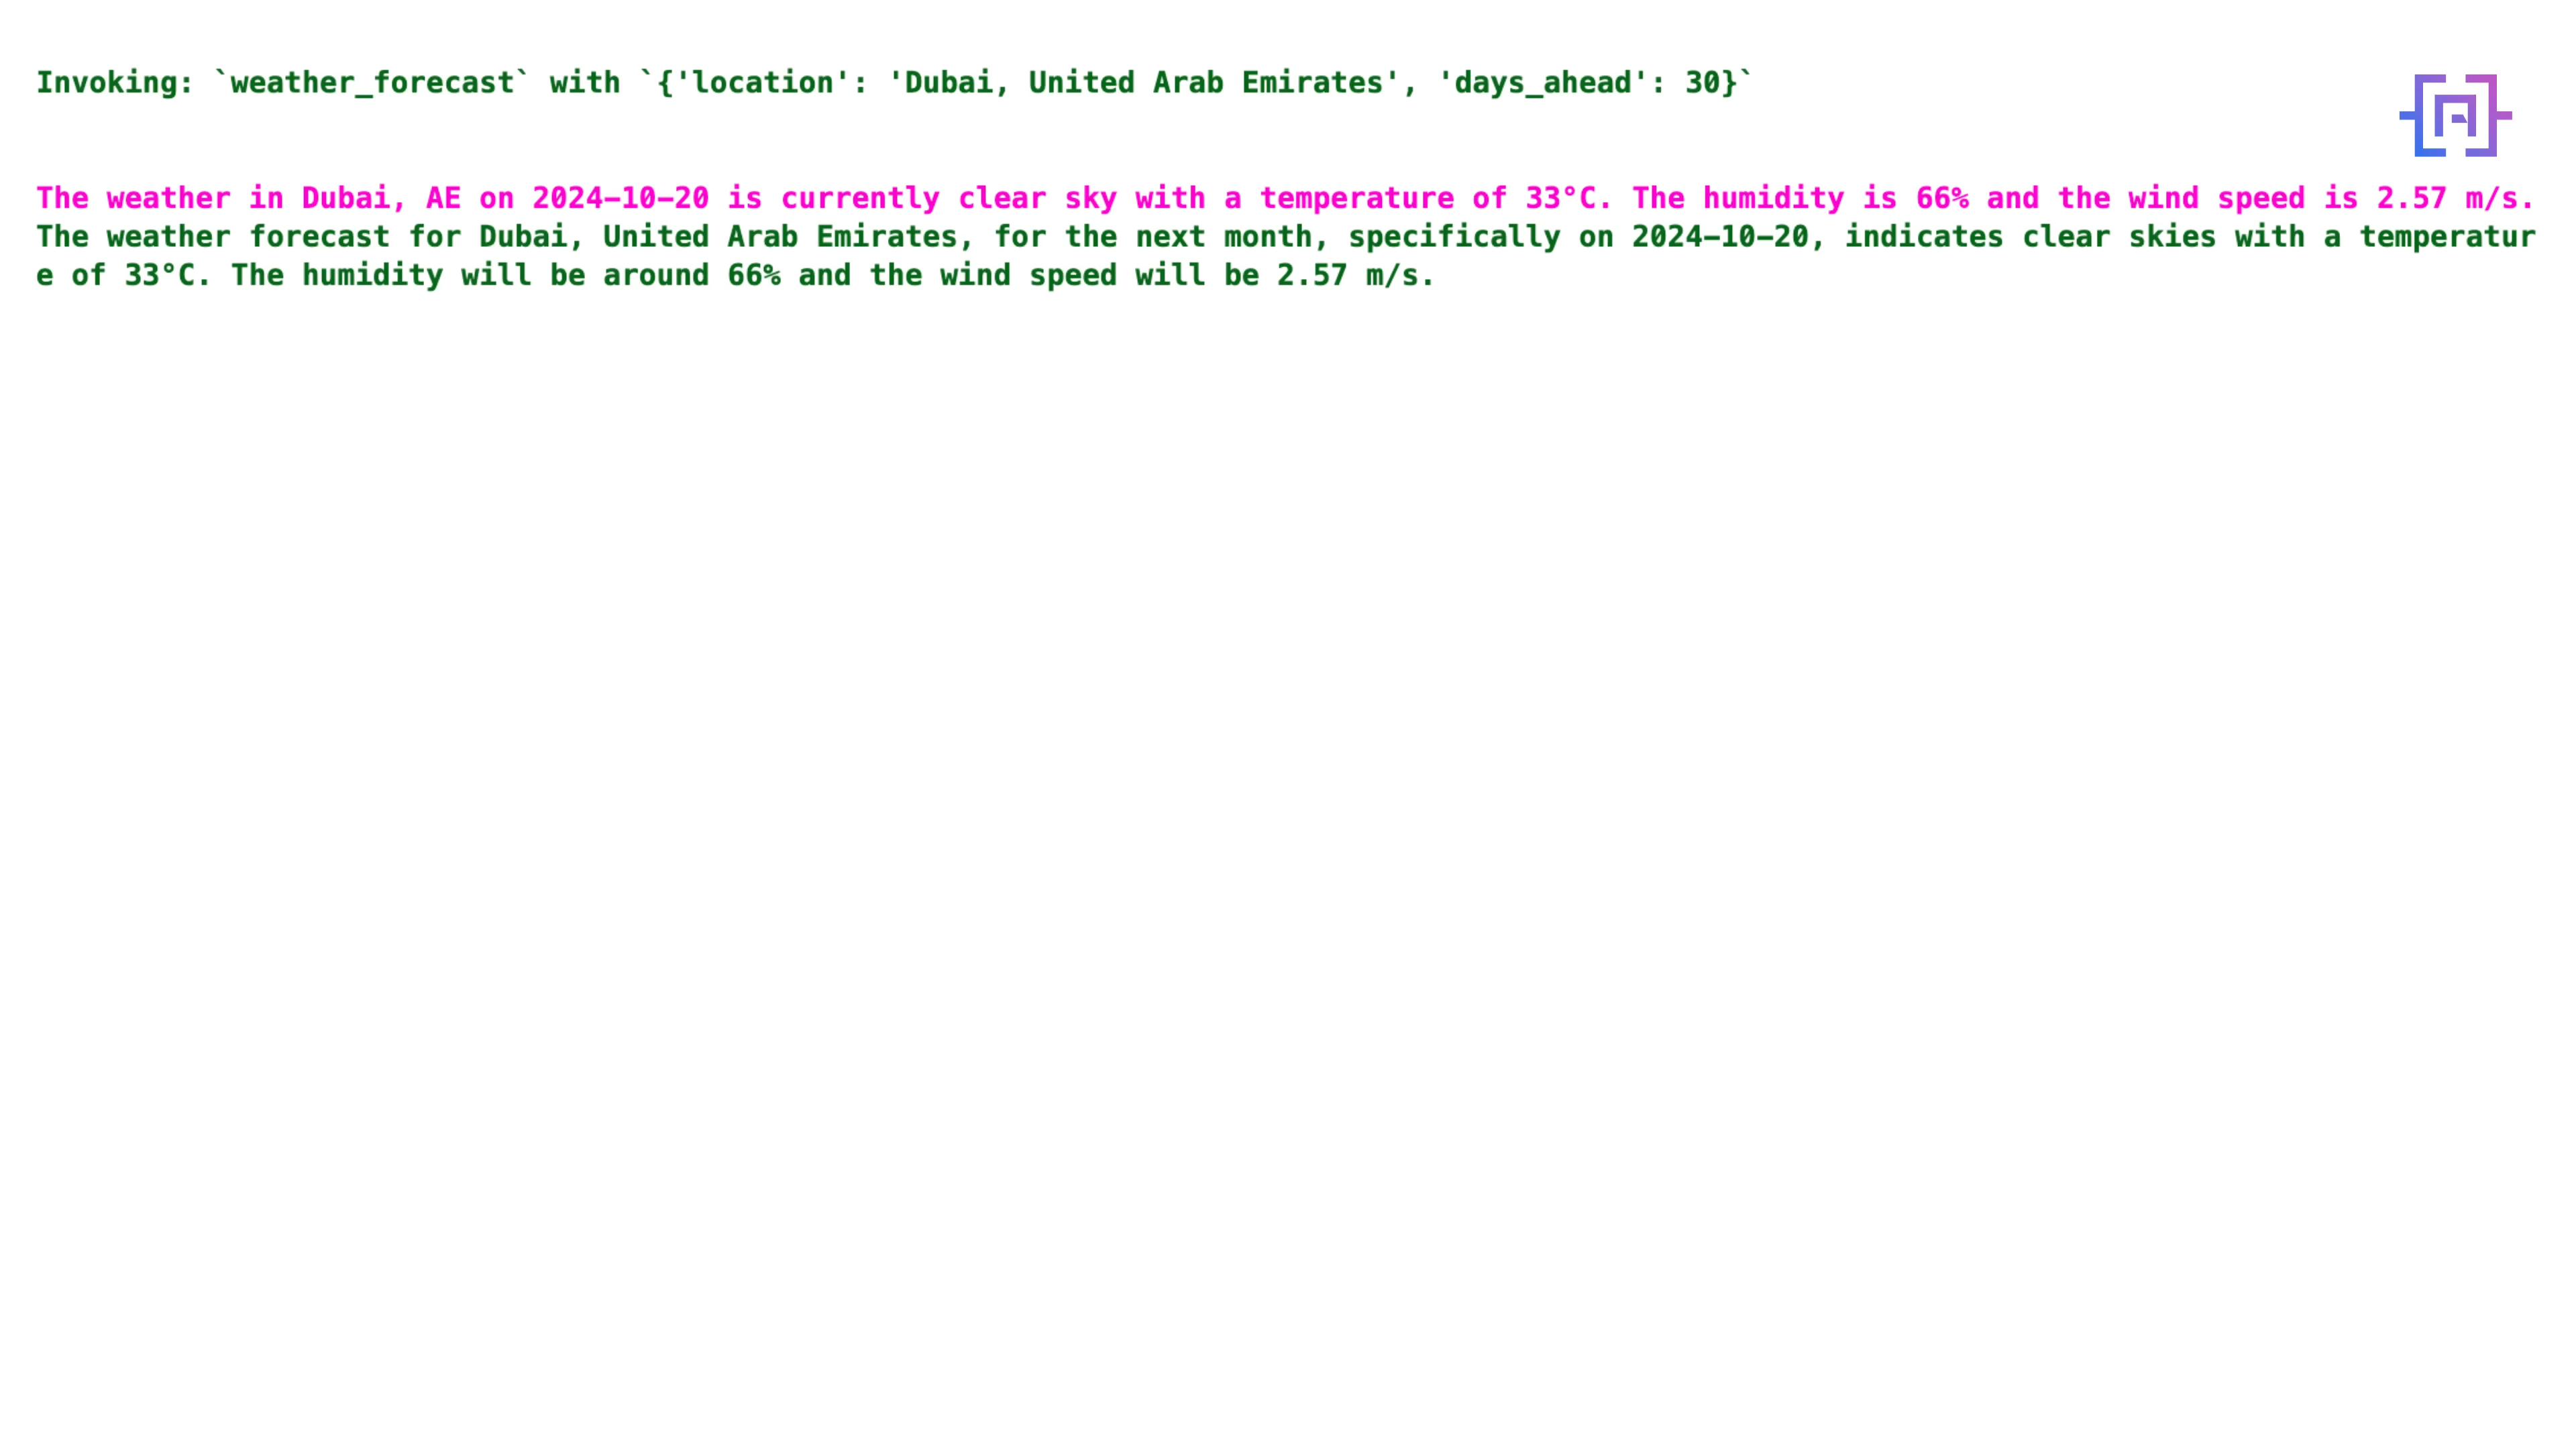 Invoking: `weather_forecast` with `{'location': 'Dubai, United Arab Emirates', 'days_ahead': 30}`
The weather in Dubai, AE on 2024-10-20 is currently clear sky with a temperature of 33°C. The humidity is 66% and the wind speed is 2.57 m/s.
The weather forecast for Dubai, United Arab Emirates, for the next month, specifically on 2024-10-20, indicates clear skies with a temperatur
e of 33°C. The humidity will be around 66% and the wind speed will be 2.57 m/s.